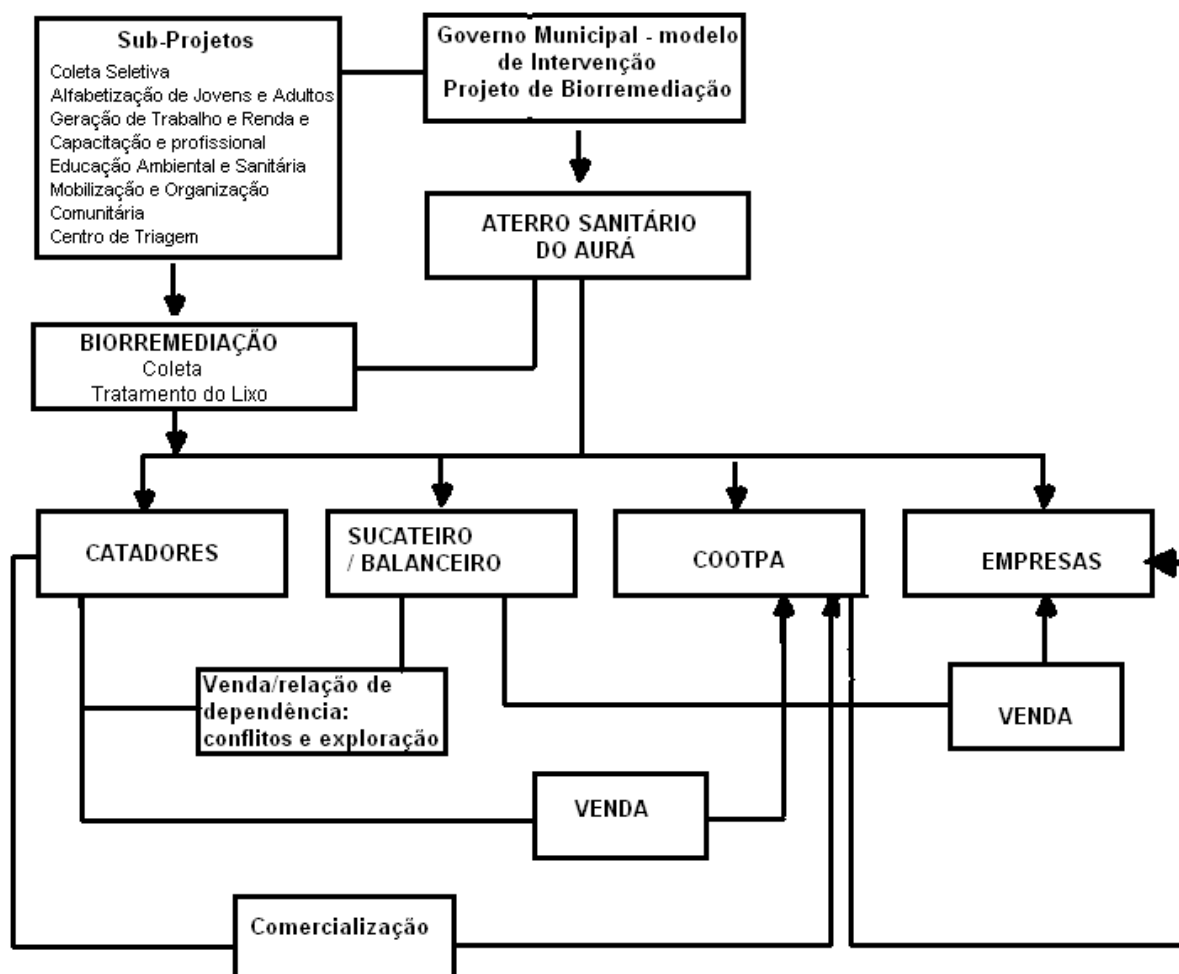 Sub-Projetos
Coleta Seletiva
Alfabetização de Jovens e Adultos
Geração de Trabalho e Renda e
Capacitação e profissional
Educação Ambiental e Sanitária
Mobilização e Organização
Comunitária
Centro de Triagem
Governo Municipal - modelo
de Intervenção
Projeto de Biorremediação
ATERRO SANITÁRIO
DO AURÁ
BIORREMEDIAÇÃO
Coleta
Tratamento do Lixo
CATADORES
SUCATEIRO
/ BALANCEIRO
COOTPA
EMPRESAS
Venda/relação de
dependência:
conflitos e exploração
VENDA
VENDA
Comercialização